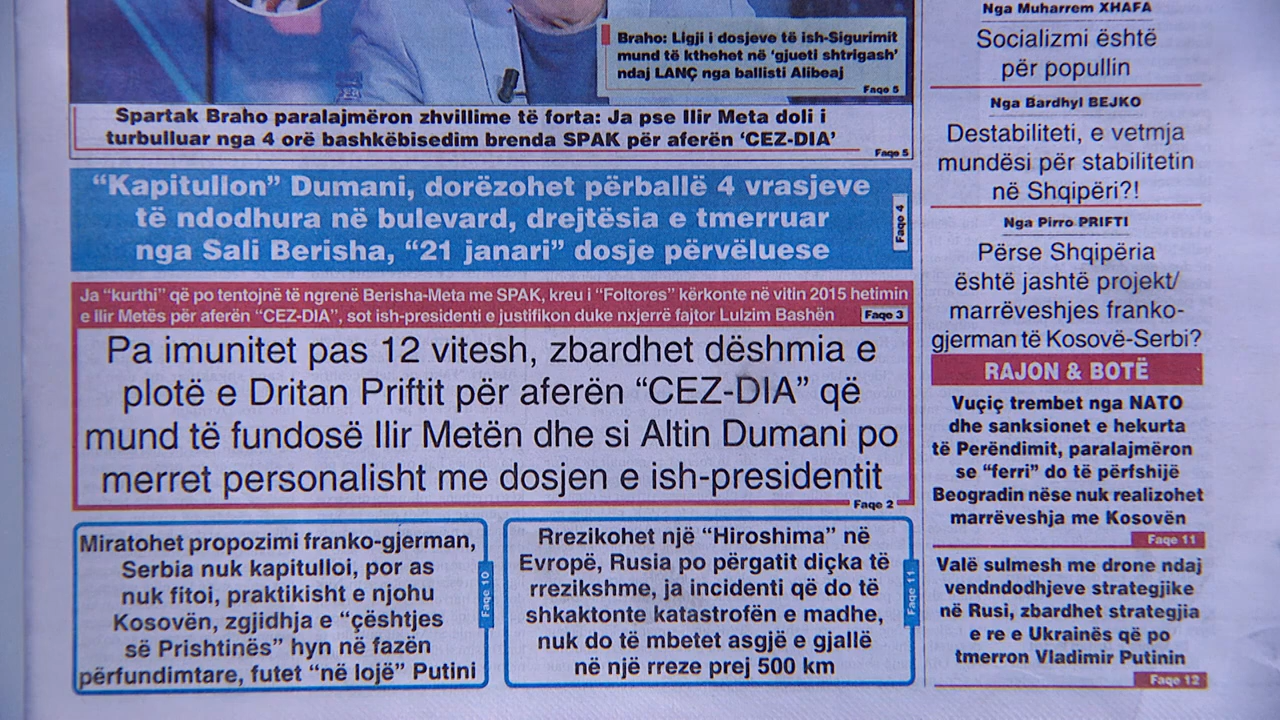 Braho: Ligji i dosjeve të ish-Sigurimit
mund të kthehet në ‘gjueti shtrigash’
ndaj LANÇ nga ballisti Alibeaj
Faqe 5
Spartak Braho paralajmëron zhvillime të forta: Ja pse Ilir Meta doli i
turbulluar nga 4 orë bashkëbisedim brenda SPAK për aferën ‘CEZ-DIA’
Faqe 5
“Kapitullon” Dumani, dorëzohet përballë 4 vrasjeve
të ndodhura në bulevard, drejtësia e tmerruar
nga Sali Berisha, “21 janari” dosje përvëluese
Faqe 4
Ja “kurthi” që po tentojnë të ngrenë Berisha-Meta me SPAK, kreu i “Foltores” kërkonte në vitin 2015 hetimin
e Ilir Metës për aferën “CEZ-DIA”, sot ish-presidenti e justifikon duke nxjerrë fajtor Lulzim Bashën
Faqe 3
Pa imunitet pas 12 vitesh, zbardhet dëshmia e
plotë e Dritan Priftit për aferën “CEZ-DIA” që
mund të fundosë Ilir Metën dhe si Altin Dumani po
merret personalisht me dosjen e ish-presidentit
Faqe 2
Miratohet propozimi franko-gjerman,
Serbia nuk kapitulloi, por as
nuk fitoi, praktikisht e njohu
Kosovën, zgjidhja e “çështjes
së Prishtinës” hyn në fazën
përfundimtare, futet “në lojë” Putini
Faqe 10
Rrezikohet një “Hiroshima” në
Evropë, Rusia po përgatit diçka të
rrezikshme, ja incidenti që do të
shkaktonte katastrofën e madhe,
nuk do të mbetet asgjë e gjallë
në një rreze prej 500 km
Faqe 11
Nga Muharrem XHAFA
Socializmi është
për popullin
Nga Bardhyl BEJKO
Destabiliteti, e vetmja
mundësi për stabilitetin
në Shqipëri?!
Nga Pirro PRIFTI
Përse Shqipëria
është jashtë projekt/
marrëveshjes franko-
gjerman të Kosovë-Serbi?
RAJON & BOTË
Vuçiç trembet nga NATO
dhe sanksionet e hekurta
të Perëndimit, paralajmëron
se “ferri” do të përfshijë
Beogradin nëse nuk realizohet
marrëveshja me Kosovën
Faqe 11
Valë sulmesh me drone ndaj
vendndodhjeve strategjike
në Rusi, zbardhet strategjia
e re e Ukrainës që po
tmerron Vladimir Putinin
Faqe 12